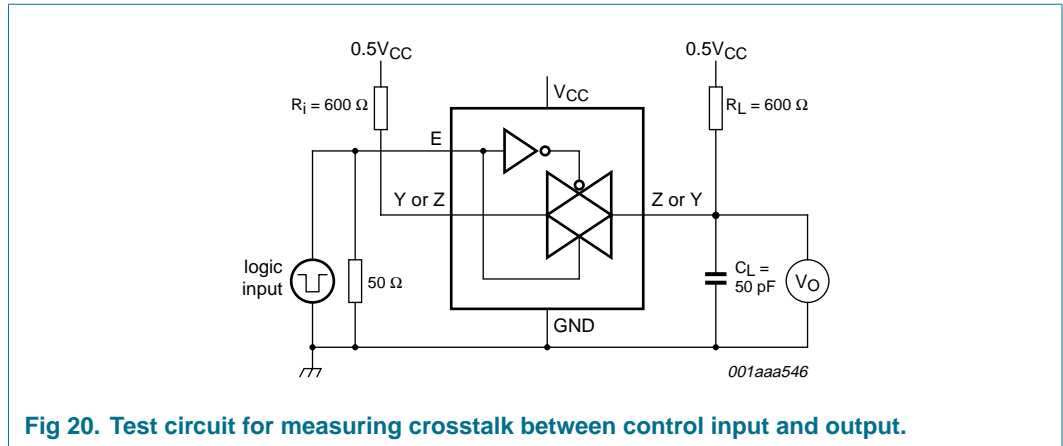 0.5VCC
0.5VCC
VCC
Ri = 600 Ω
RL = 600 Ω
E
Y or Z
Z or Y
logic
input
50 Ω
CL =
50 pF
VO
GND
001aaa546
Fig 20. Test circuit for measuring crosstalk between control input and output.